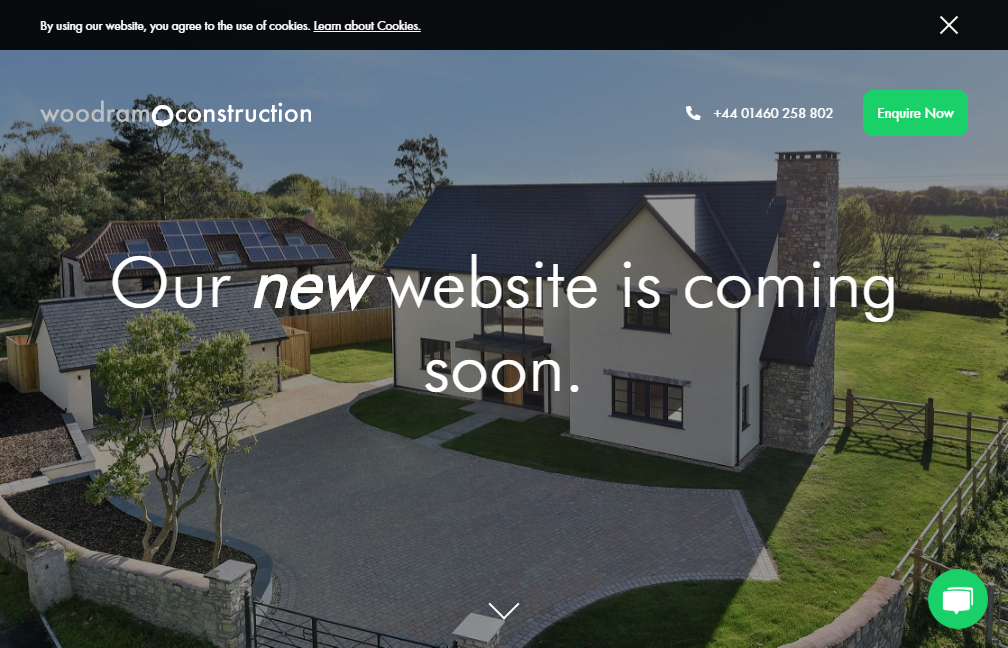 By using our website, you agree to the use of cookies. Learn about Cookies.
woodram construction
+44 01460 258 802
Enquire Now
Our new website is coming
soon.